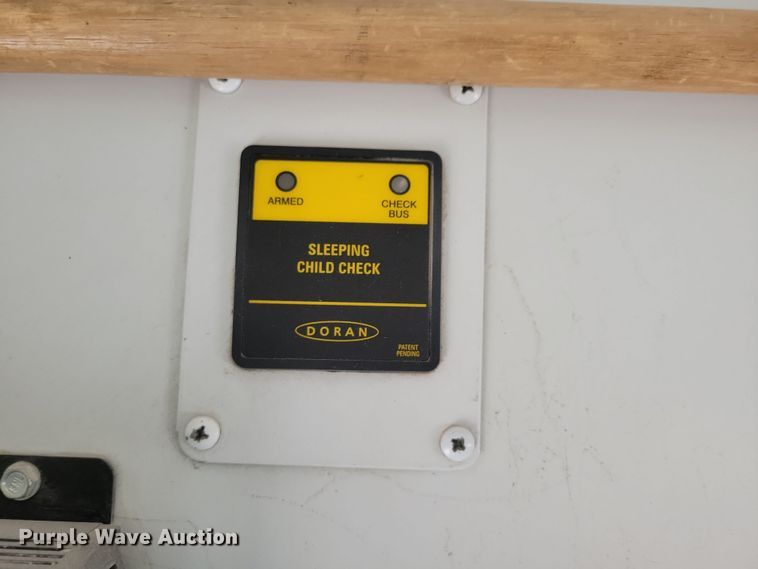 ARMED
CHECK
BUS
SLEEPING
CHILD CHECK
DORAN
PATENT
PENDING
Purple Wave Auction